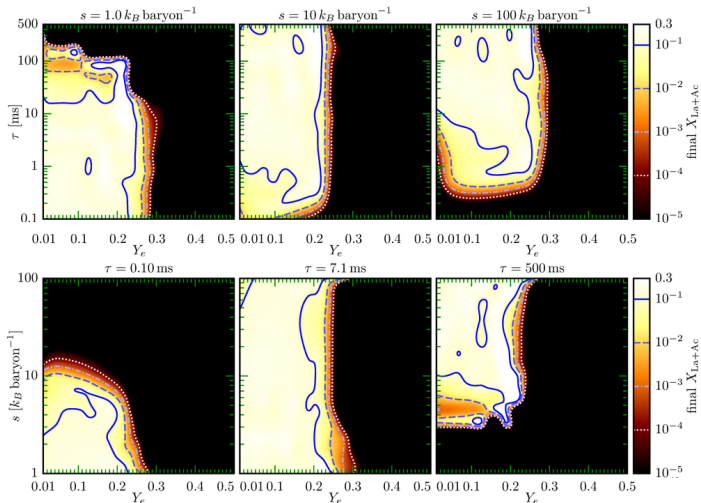 s = 1.0 k_B baryon⁻¹ s = 10 k_B baryon⁻¹ s = 100 k_B baryon⁻¹
500 0.3
10⁻¹
100
10⁻²
τ [ms] 10 final X_La+Ac
10⁻³
1
10⁻⁴
0.1 10⁻⁵
0.01 0.1 0.2 0.3 0.4 0.5 0.01 0.1 0.2 0.3 0.4 0.5 0.01 0.1 0.2 0.3 0.4 0.5
Y_e Y_e Y_e
τ = 0.10 ms τ = 7.1 ms τ = 500 ms
100 0.3
10⁻¹
10⁻²
s [k_B baryon⁻¹] 10 final X_La+Ac
10⁻³
10⁻⁴
1 10⁻⁵
0.01 0.1 0.2 0.3 0.4 0.5 0.01 0.1 0.2 0.3 0.4 0.5 0.01 0.1 0.2 0.3 0.4 0.5
Y_e Y_e Y_e